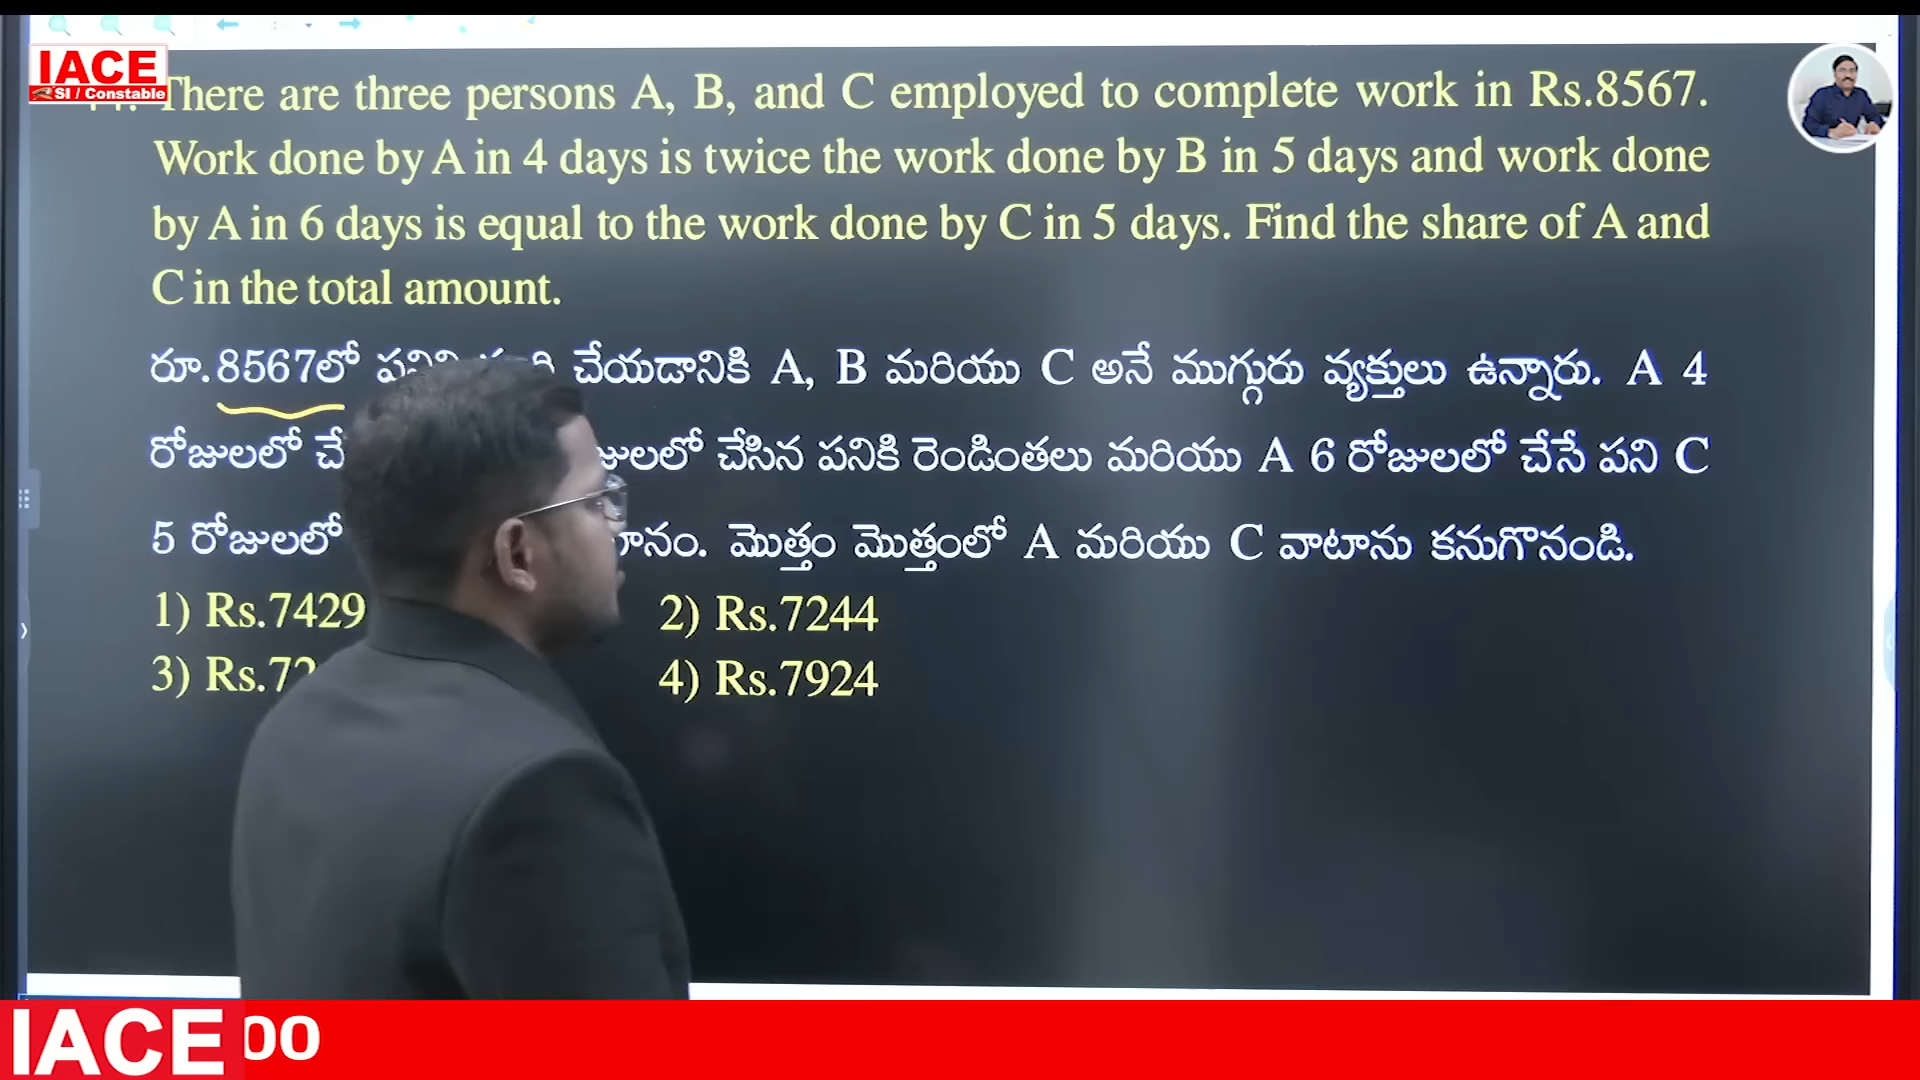 IACE
SI / Constable
There are three persons A, B, and C employed to complete work in Rs.8567.
Work done by A in 4 days is twice the work done by B in 5 days and work done
by A in 6 days is equal to the work done by C in 5 days. Find the share of A and
C in the total amount.
రూ.8567లో చేయడానికి A, B మరియు C అనే ముగ్గురు వ్యక్తులు ఉన్నారు. A 4
రోజులలో చేసిన పనికి రెండింతలు మరియు A 6 రోజులలో చేసే పని C
5 రోజులలో మొత్తం మొత్తంలో A మరియు C వాటాను కనుగొనండి.
1) Rs.7429 2) Rs.7244
3) 4) Rs.7924
IACE